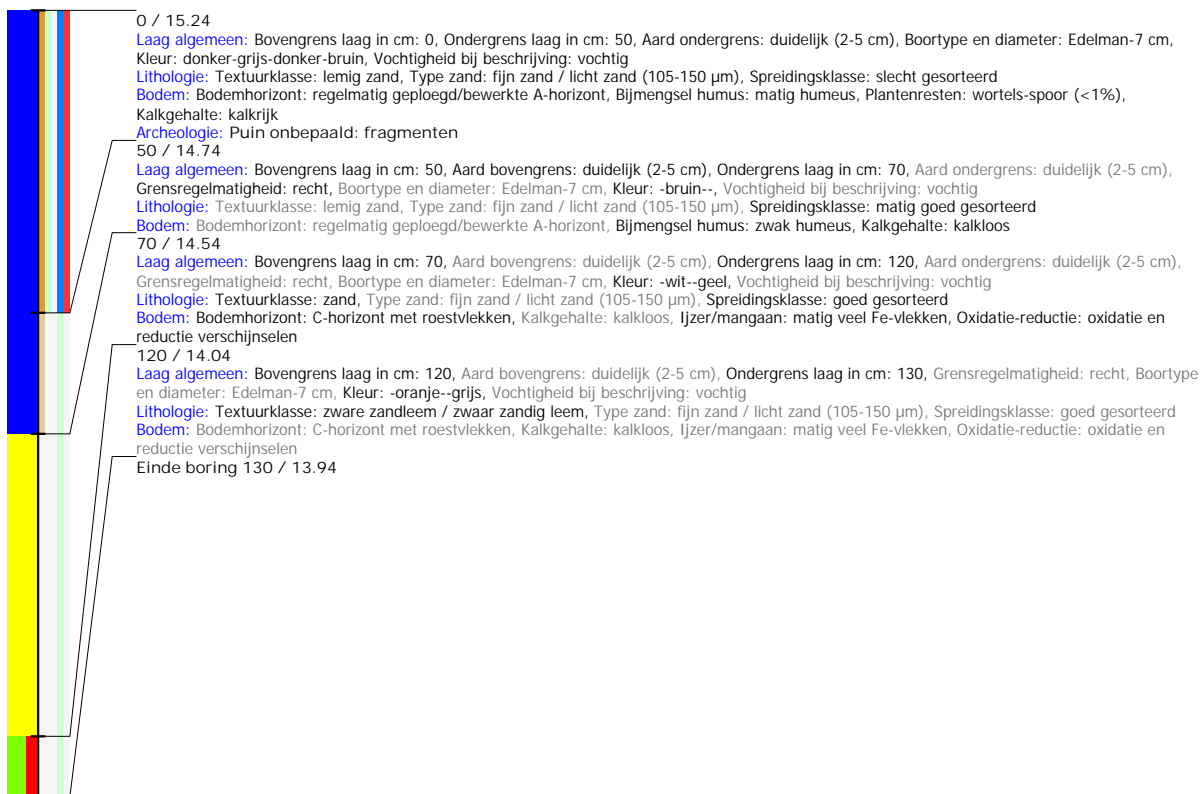 0 / 15.24
Laag algemeen: Bovengrens laag in cm: 0, Ondergrens laag in cm: 50, Aard ondergrens: duidelijk (2-5 cm), Boortype en diameter: Edelman-7 cm,
Kleur: donker-grijs-donker-bruin, Vochtigheid bij beschrijving: vochtig
Lithologie: Textuurklasse: lemig zand, Type zand: fijn zand / licht zand (105-150 µm), Spreidingsklasse: slecht gesorteerd
Bodem: Bodemhorizont: regelmatig geploegd/bewerkte A-horizont, Bijmengsel humus: matig humeus, Plantenresten: wortels-spoor (<1%),
Kalkgehalte: kalkrijk
Archeologie: Puin onbepaald: fragmenten
50 / 14.74
Laag algemeen: Bovengrens laag in cm: 50, Aard bovengrens: duidelijk (2-5 cm), Ondergrens laag in cm: 70, Aard ondergrens: duidelijk (2-5 cm),
Grensregelmatigheid: recht, Boortype en diameter: Edelman-7 cm, Kleur: -bruin--, Vochtigheid bij beschrijving: vochtig
Lithologie: Textuurklasse: lemig zand, Type zand: fijn zand / licht zand (105-150 µm), Spreidingsklasse: matig goed gesorteerd
Bodem: Bodemhorizont: regelmatig geploegd/bewerkte A-horizont, Bijmengsel humus: zwak humeus, Kalkgehalte: kalkloos
70 / 14.54
Laag algemeen: Bovengrens laag in cm: 70, Aard bovengrens: duidelijk (2-5 cm), Ondergrens laag in cm: 120, Aard ondergrens: duidelijk (2-5 cm),
Grensregelmatigheid: recht, Boortype en diameter: Edelman-7 cm, Kleur: -wit--geel, Vochtigheid bij beschrijving: vochtig
Lithologie: Textuurklasse: zand, Type zand: fijn zand / licht zand (105-150 µm), Spreidingsklasse: goed gesorteerd
Bodem: Bodemhorizont: C-horizont met roestvlekken, Kalkgehalte: kalkloos, Ijzer/mangaan: matig veel Fe-vlekken, Oxidatie-reductie: oxidatie en
reductie verschijnselen
120 / 14.04
Laag algemeen: Bovengrens laag in cm: 120, Aard bovengrens: duidelijk (2-5 cm), Ondergrens laag in cm: 130, Grensregelmatigheid: recht, Boortype
en diameter: Edelman-7 cm, Kleur: -oranje--grijs, Vochtigheid bij beschrijving: vochtig
Lithologie: Textuurklasse: zware zandleem / zwaar zandig leem, Type zand: fijn zand / licht zand (105-150 µm), Spreidingsklasse: goed gesorteerd
Bodem: Bodemhorizont: C-horizont met roestvlekken, Kalkgehalte: kalkloos, Ijzer/mangaan: matig veel Fe-vlekken, Oxidatie-reductie: oxidatie en
reductie verschijnselen
Einde boring 130 / 13.94